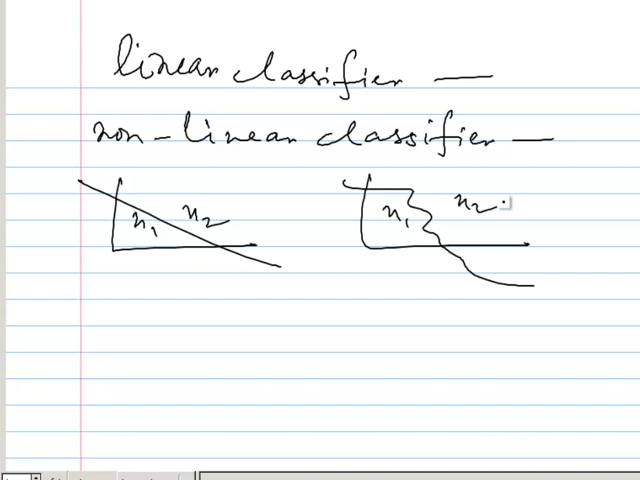 linear classifier —
non-linear classifier —
x₁ x₂ x₁ x₂